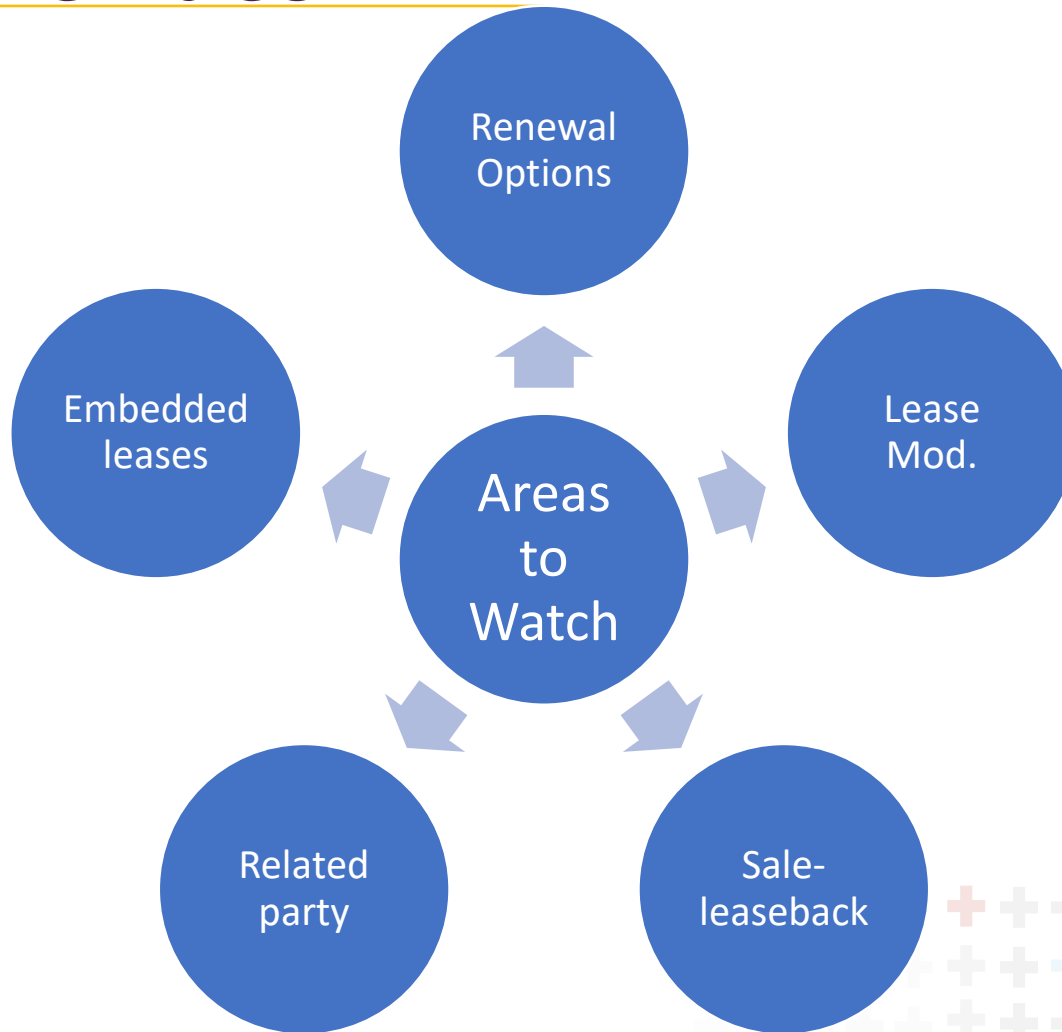 Renewal
Options
Embedded
leases
Lease
Mod.
Areas
to
Watch
Related
party
Sale-
leaseback